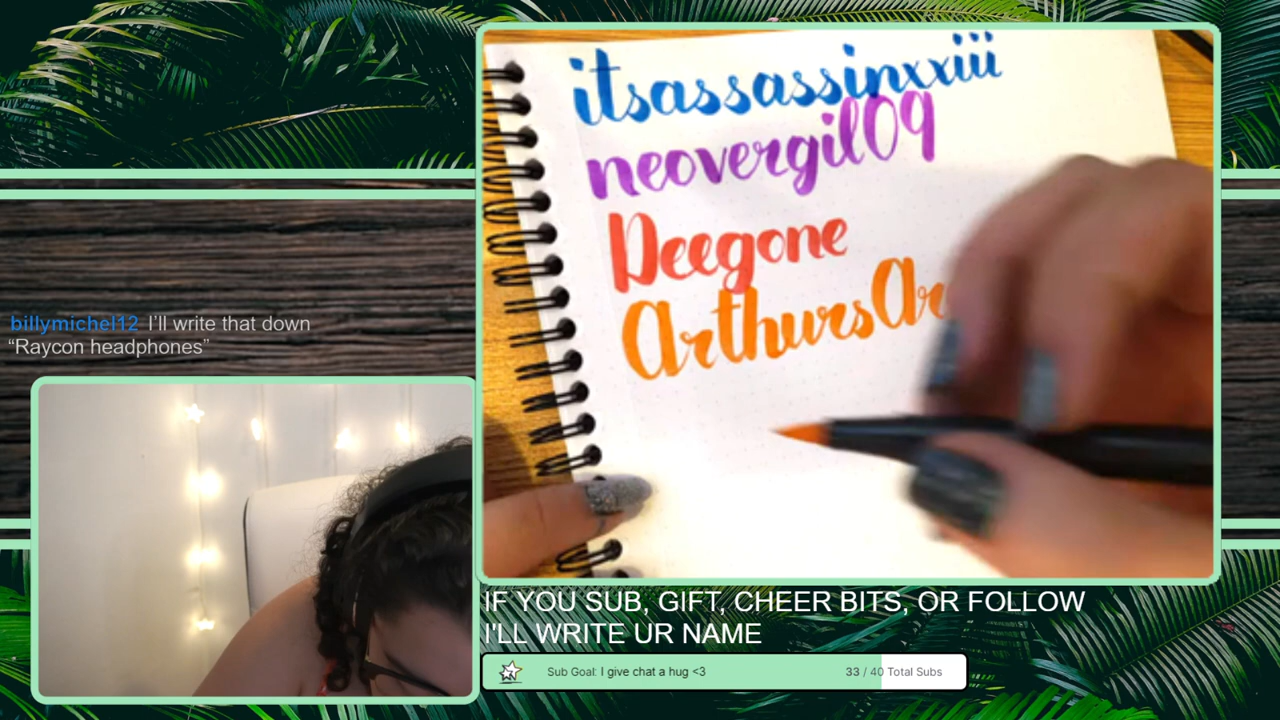 itsassassinxxiii
neovergil09
Deegone
ArthursAr
billymichel12 I'll write that down
“Raycon headphones”
IF YOU SUB, GIFT, CHEER BITS, OR FOLLOW
I'LL WRITE UR NAME
Sub Goal: I give chat a hug <3 33 / 40 Total Subs